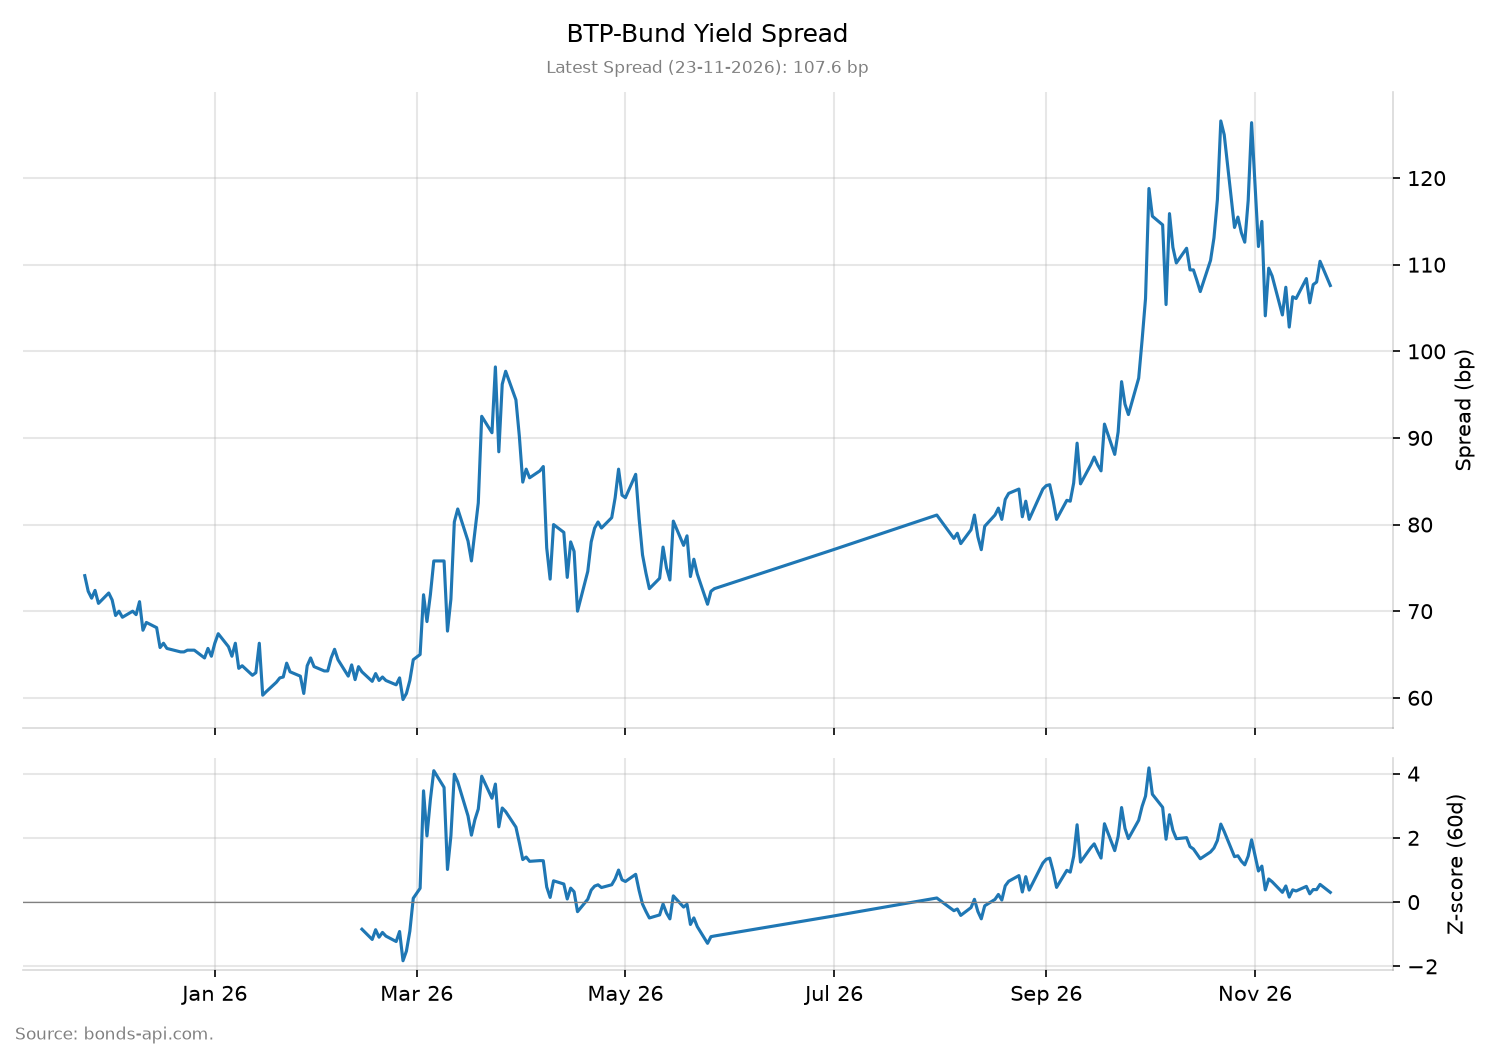 BTP-Bund Yield Spread
Latest Spread (23-11-2026): 107.6 bp
120
110
100
90
80
70
60
Spread (bp)
4
2
0
−2
Z-score (60d)
Jan 26
Mar 26
May 26
Jul 26
Sep 26
Nov 26
Source: bonds-api.com.